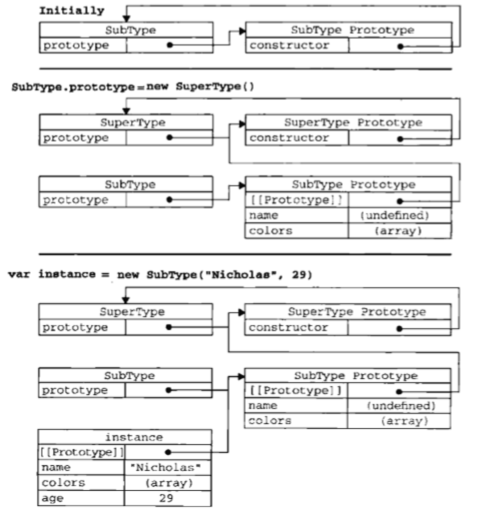 Initially
SubType
SubType Prototype
prototype
constructor
SubType.prototype=new SuperType()
SuperType
SuperType Prototype
prototype
constructor
SubType
SubType Prototype
prototype
[[Prototype]]
name (undefined)
colors (array)
var instance = new SubType("Nicholas", 29)
SuperType
SuperType Prototype
prototype
constructor
SubType
SubType Prototype
prototype
[[Prototype]]
name (undefined)
colors (array)
instance
[[Prototype]]
name "Nicholas"
colors (array)
age 29